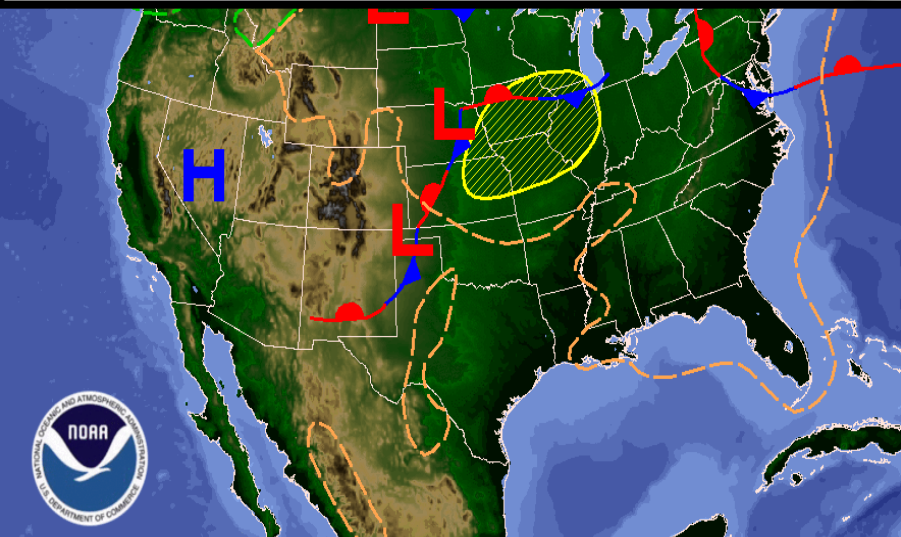 L
L
H
L
NOAA
NATIONAL OCEANIC AND ATMOSPHERIC ADMINISTRATION
U.S. DEPARTMENT OF COMMERCE